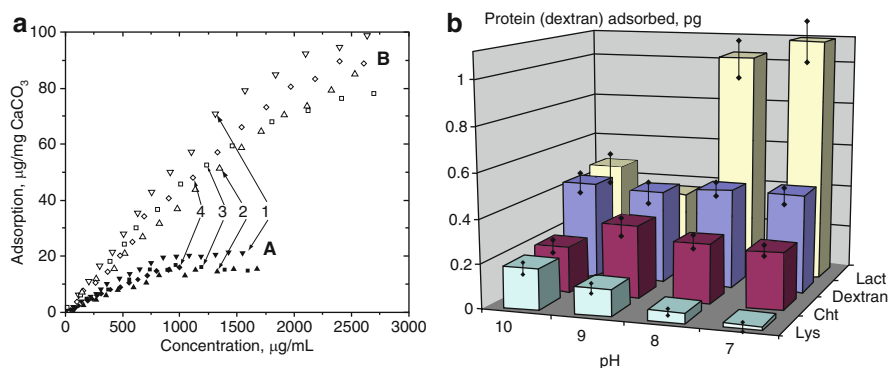 a
Adsorption, μg/mg CaCO3
100
80
60
40
20
0
B
4 3 2 1
A
0 500 1000 1500 2000 2500 3000
Concentration, μg/mL
b
Protein (dextran) adsorbed, pg
1
0.8
0.6
0.4
0.2
0
10
9
8
7
pH
Lact
Dextran
Cht
Lys